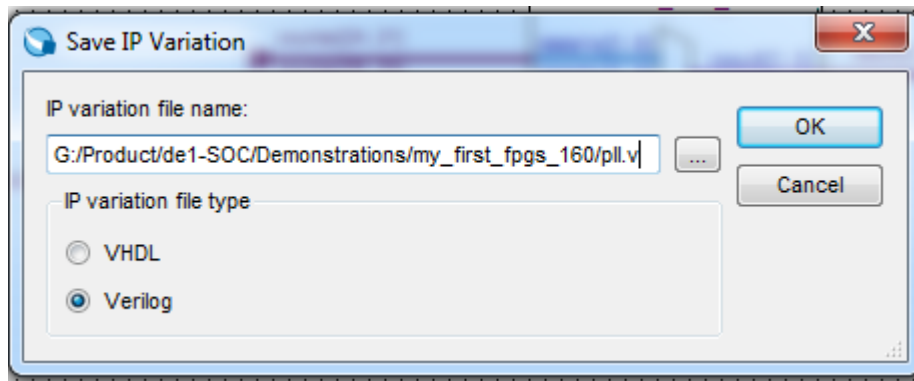 Save IP Variation
IP variation file name:
G:/Product/de1-SOC/Demonstrations/my_first_fpgs_160/pll.v
...
OK
Cancel
IP variation file type
VHDL
Verilog